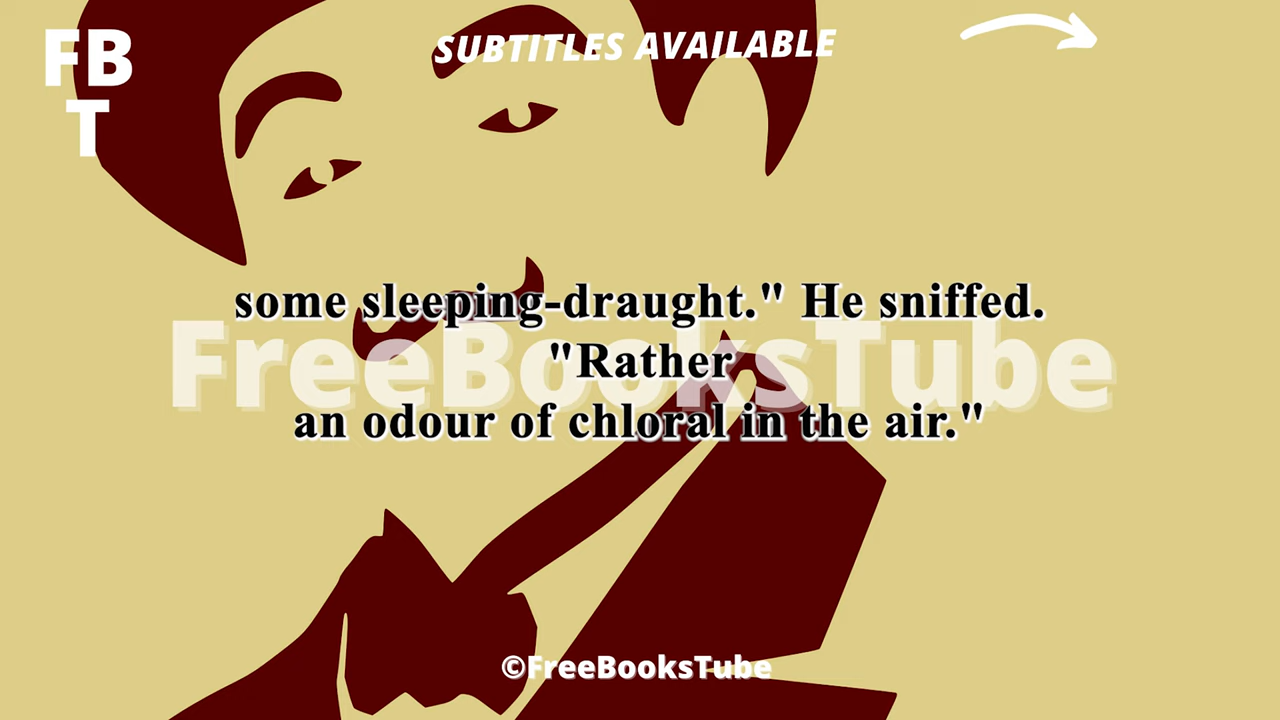 FB
T
SUBTITLES AVAILABLE
some sleeping-draught." He sniffed.
"Rather
an odour of chloral in the air."
FreeBooksTube
©FreeBooksTube